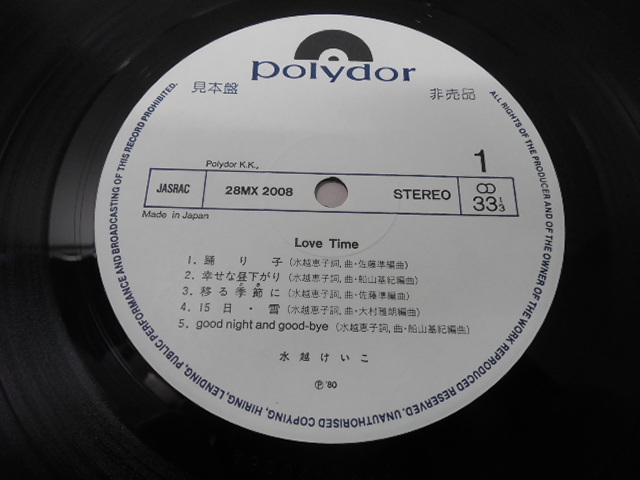 polydor
見本盤 非売品
1
Polydor K.K.,
JASRAC 28MX 2008 STEREO 33 1/3
Made in Japan
Love Time
1. 踊り子 (水越恵子詞, 曲・佐藤準編曲)
2. 幸せな昼下がり (水越恵子詞, 曲・船山基紀編曲)
3. 移る季節に (水越恵子詞, 曲・佐藤準編曲)
4. 15日・雪 (水越恵子詞, 曲・大村雅朗編曲)
5. good night and good-bye (水越恵子詞, 曲・船山基紀編曲)
水越けいこ
Ⓟ '80
ALL RIGHTS OF THE PRODUCER AND OF THE OWNER OF THE WORK REPRODUCED RESERVED. UNAUTHORISED COPYING, HIRING, LENDING, PUBLIC PERFORMANCE AND BROADCASTING OF THIS RECORD PROHIBITED.